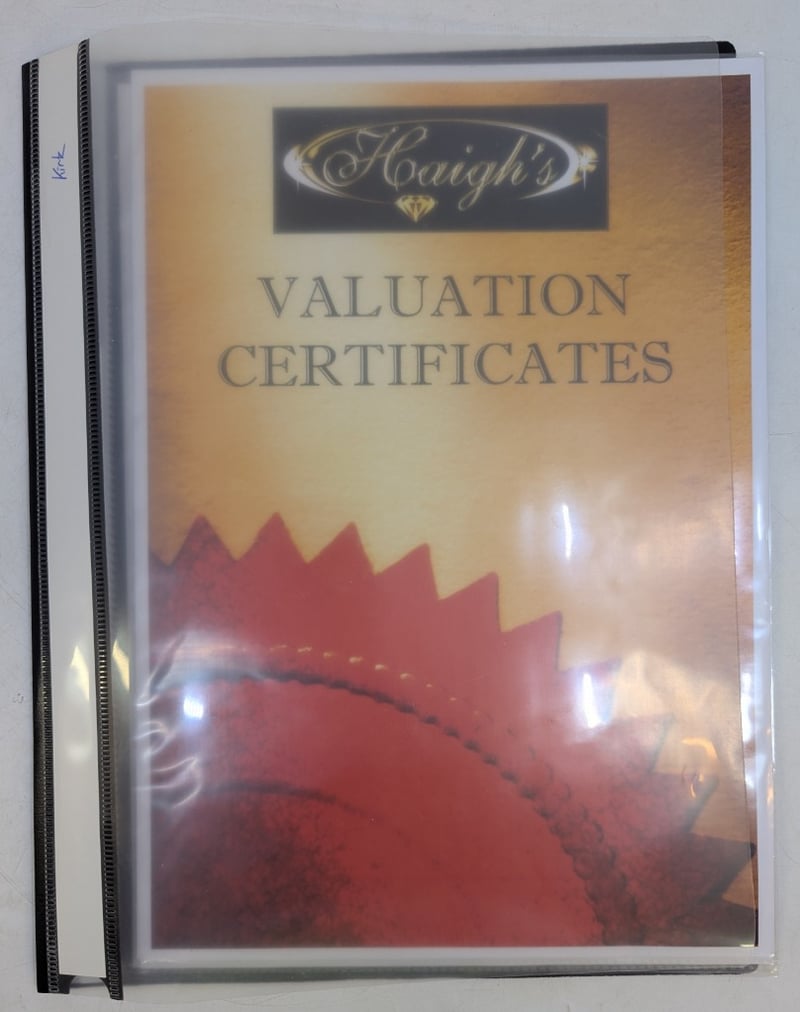 Kirk
Haigh's
VALUATION
CERTIFICATES